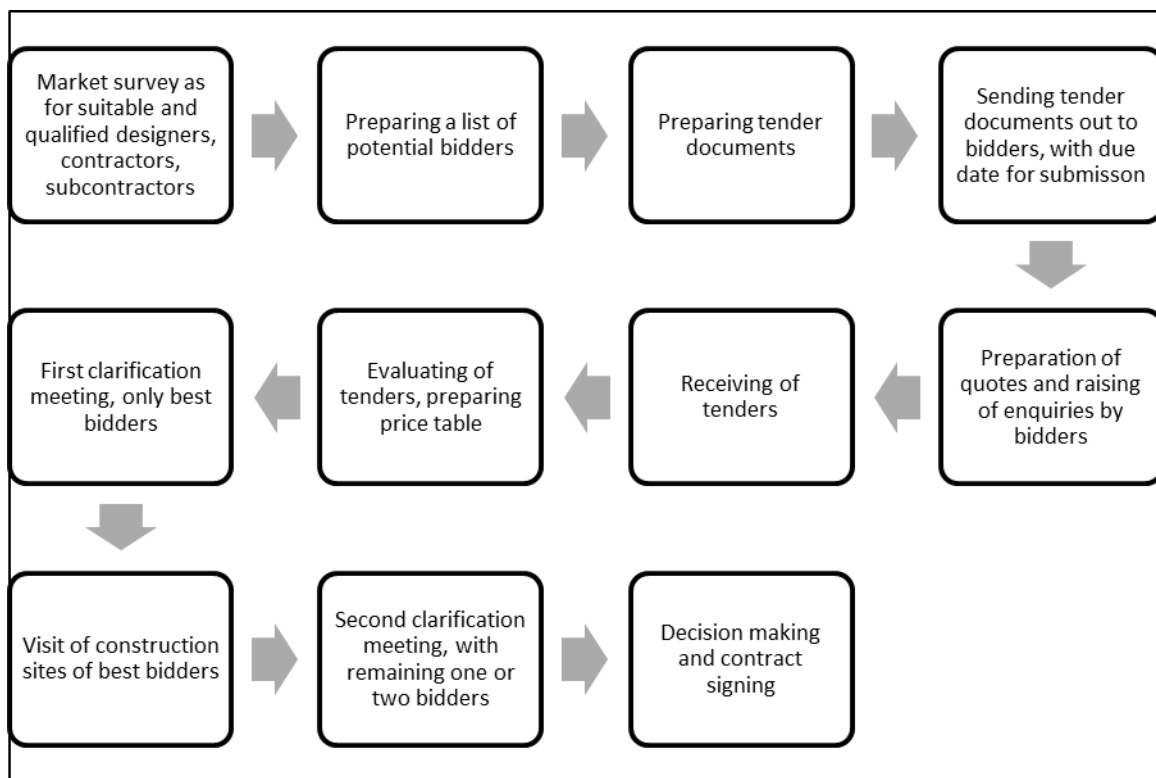 Market survey as
for suitable and
qualified designers,
contractors,
subcontractors
Preparing a list of
potential bidders
Preparing tender
documents
Sending tender
documents out to
bidders, with due
date for submisson
Preparation of
quotes and raising
of enquiries by
bidders
Receiving of
tenders
Evaluating of
tenders, preparing
price table
First clarification
meeting, only best
bidders
Visit of construction
sites of best bidders
Second clarification
meeting, with
remaining one or
two bidders
Decision making
and contract
signing